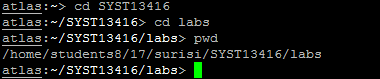 atlas:~> cd SYST13416
atlas:~/SYST13416> cd labs
atlas:~/SYST13416/labs> pwd
/home/students8/17/surisi/SYST13416/labs
atlas:~/SYST13416/labs>